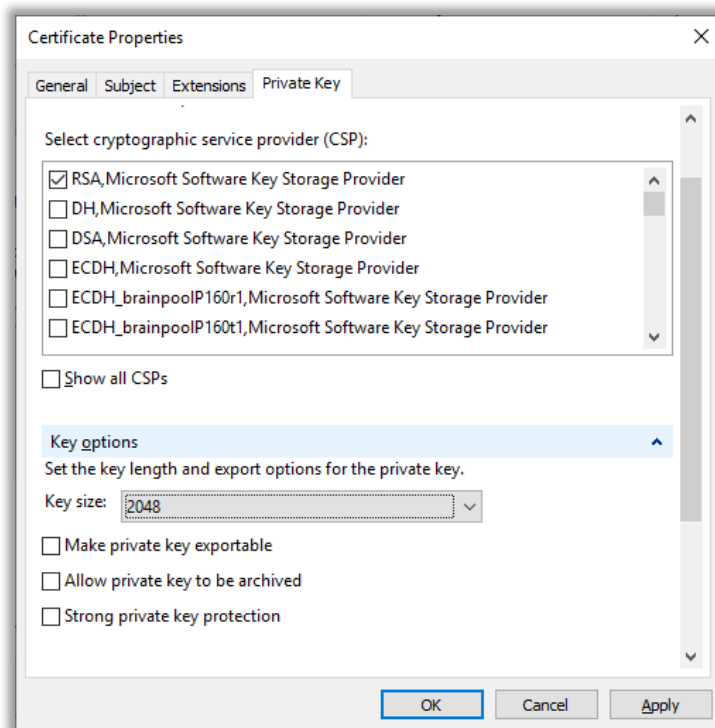 Certificate Properties
General Subject Extensions Private Key
Select cryptographic service provider (CSP):
RSA,Microsoft Software Key Storage Provider
DH,Microsoft Software Key Storage Provider
DSA,Microsoft Software Key Storage Provider
ECDH,Microsoft Software Key Storage Provider
ECDH_brainpoolP160r1,Microsoft Software Key Storage Provider
ECDH_brainpoolP160t1,Microsoft Software Key Storage Provider
Show all CSPs
Key options
Set the key length and export options for the private key.
Key size: 2048
Make private key exportable
Allow private key to be archived
Strong private key protection
OK Cancel Apply